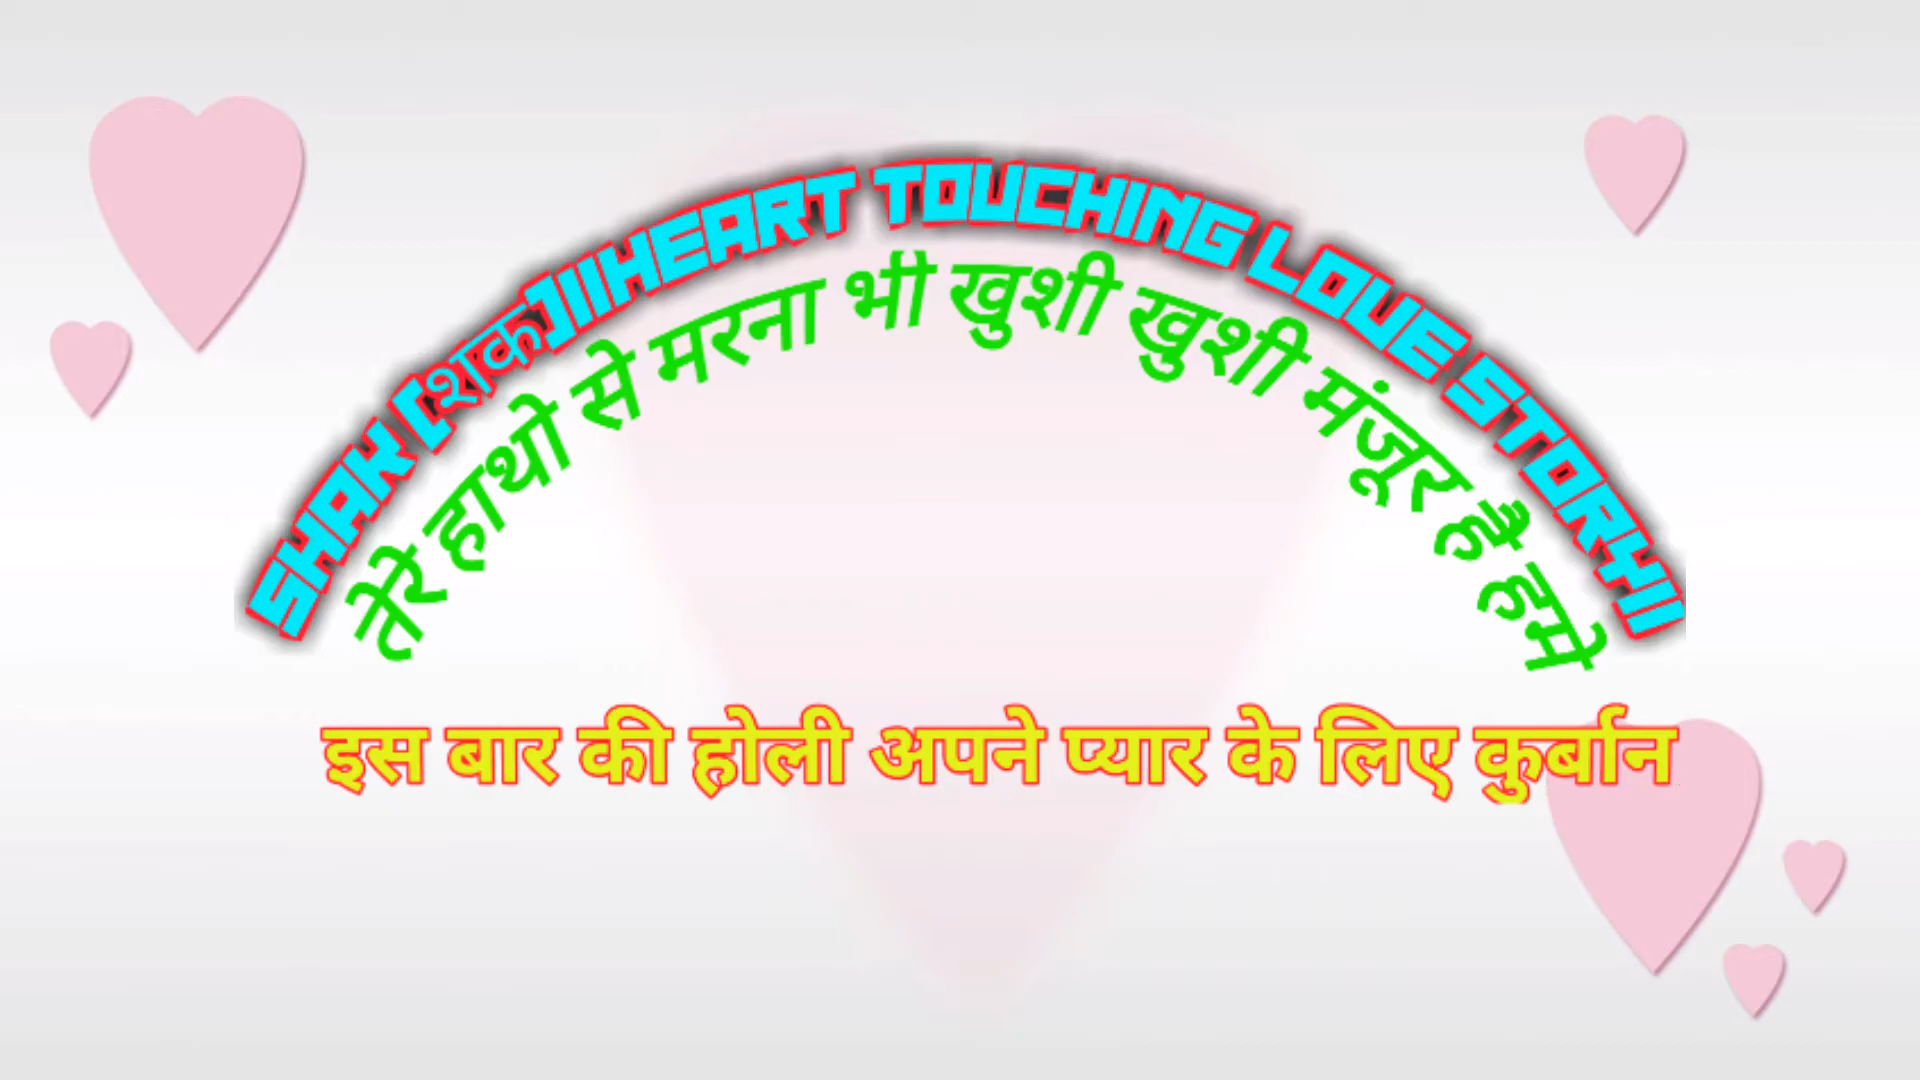 SHAK [शक]||HEART TOUCHING LOVE STORY||
तेरे हाथो से मरना भी खुशी खुशी मंजूर है हमे
इस बार की होली अपने प्यार के लिए कुर्बान